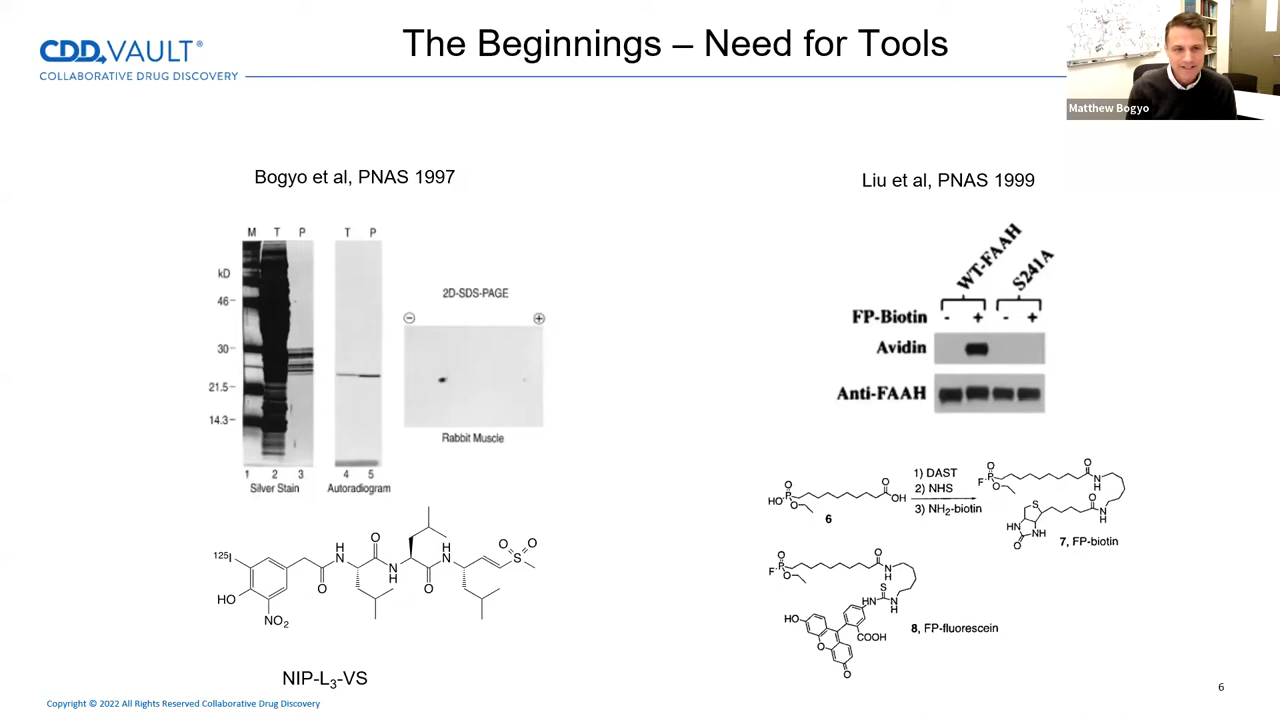 CDD VAULT®
COLLABORATIVE DRUG DISCOVERY
The Beginnings – Need for Tools
Matthew Bogyo
Bogyo et al, PNAS 1997
M T P
T P
kD
46
30
21.5
14.3
1 2 3
4 5
Silver Stain
Autoradiogram
2D-SDS-PAGE
− +
Rabbit Muscle
125I
HO
NO2
H
N
O
O
N
H
O
H
N
O O
S
NIP-L3-VS
Liu et al, PNAS 1999
WT-FAAH
S241A
FP-Biotin - + - +
Avidin
Anti-FAAH
O
HO P
O
O
OH
6
1) DAST
2) NHS
3) NH2-biotin
O
F P
O
O
N
H
S
O
N
H
HN
NH
O
7, FP-biotin
O
F P
O
O
N
H
S
HN
N
H
HO
O
COOH
O
8, FP-fluorescein
6
Copyright © 2022 All Rights Reserved Collaborative Drug Discovery